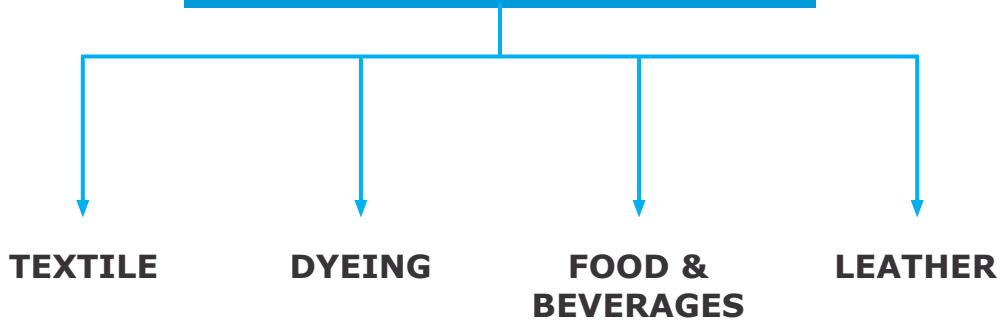 TEXTILE
DYEING
FOOD &
BEVERAGES
LEATHER